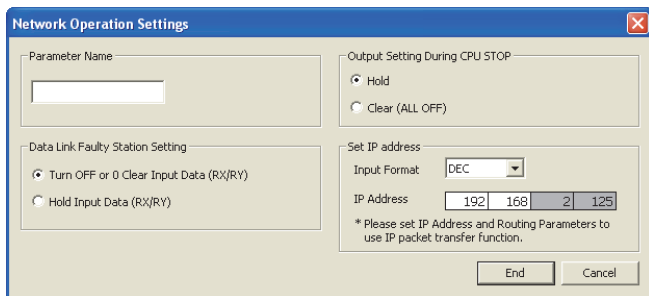 Network Operation Settings
Parameter Name
Output Setting During CPU STOP
Hold
Clear (ALL OFF)
Data Link Faulty Station Setting
Turn OFF or 0 Clear Input Data (RX/RY)
Hold Input Data (RX/RY)
Set IP address
Input Format DEC
IP Address 192 168 2 125
* Please set IP Address and Routing Parameters to
use IP packet transfer function.
End Cancel